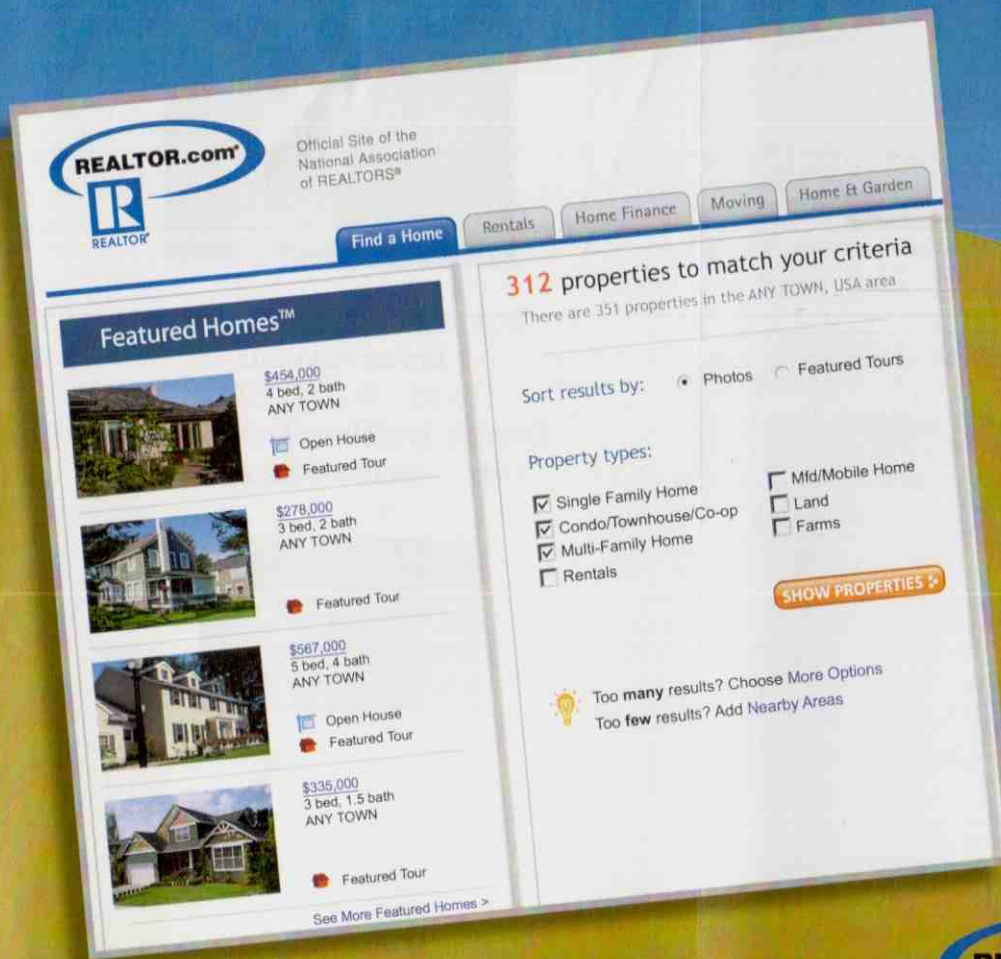 REALTOR.com®
REALTOR®
Official Site of the
National Association
of REALTORS®
Find a Home
Rentals
Home Finance
Moving
Home & Garden
Featured Homes™
$454,000
4 bed, 2 bath
ANY TOWN
Open House
Featured Tour
$278,000
3 bed, 2 bath
ANY TOWN
Featured Tour
$567,000
5 bed, 4 bath
ANY TOWN
Open House
Featured Tour
$335,000
3 bed, 1.5 bath
ANY TOWN
Featured Tour
See More Featured Homes >
312 properties to match your criteria
There are 351 properties in the ANY TOWN, USA area
Sort results by: Photos Featured Tours
Property types:
Single Family Home
Condo/Townhouse/Co-op
Multi-Family Home
Rentals
Mfd/Mobile Home
Land
Farms
SHOW PROPERTIES
Too many results? Choose More Options
Too few results? Add Nearby Areas